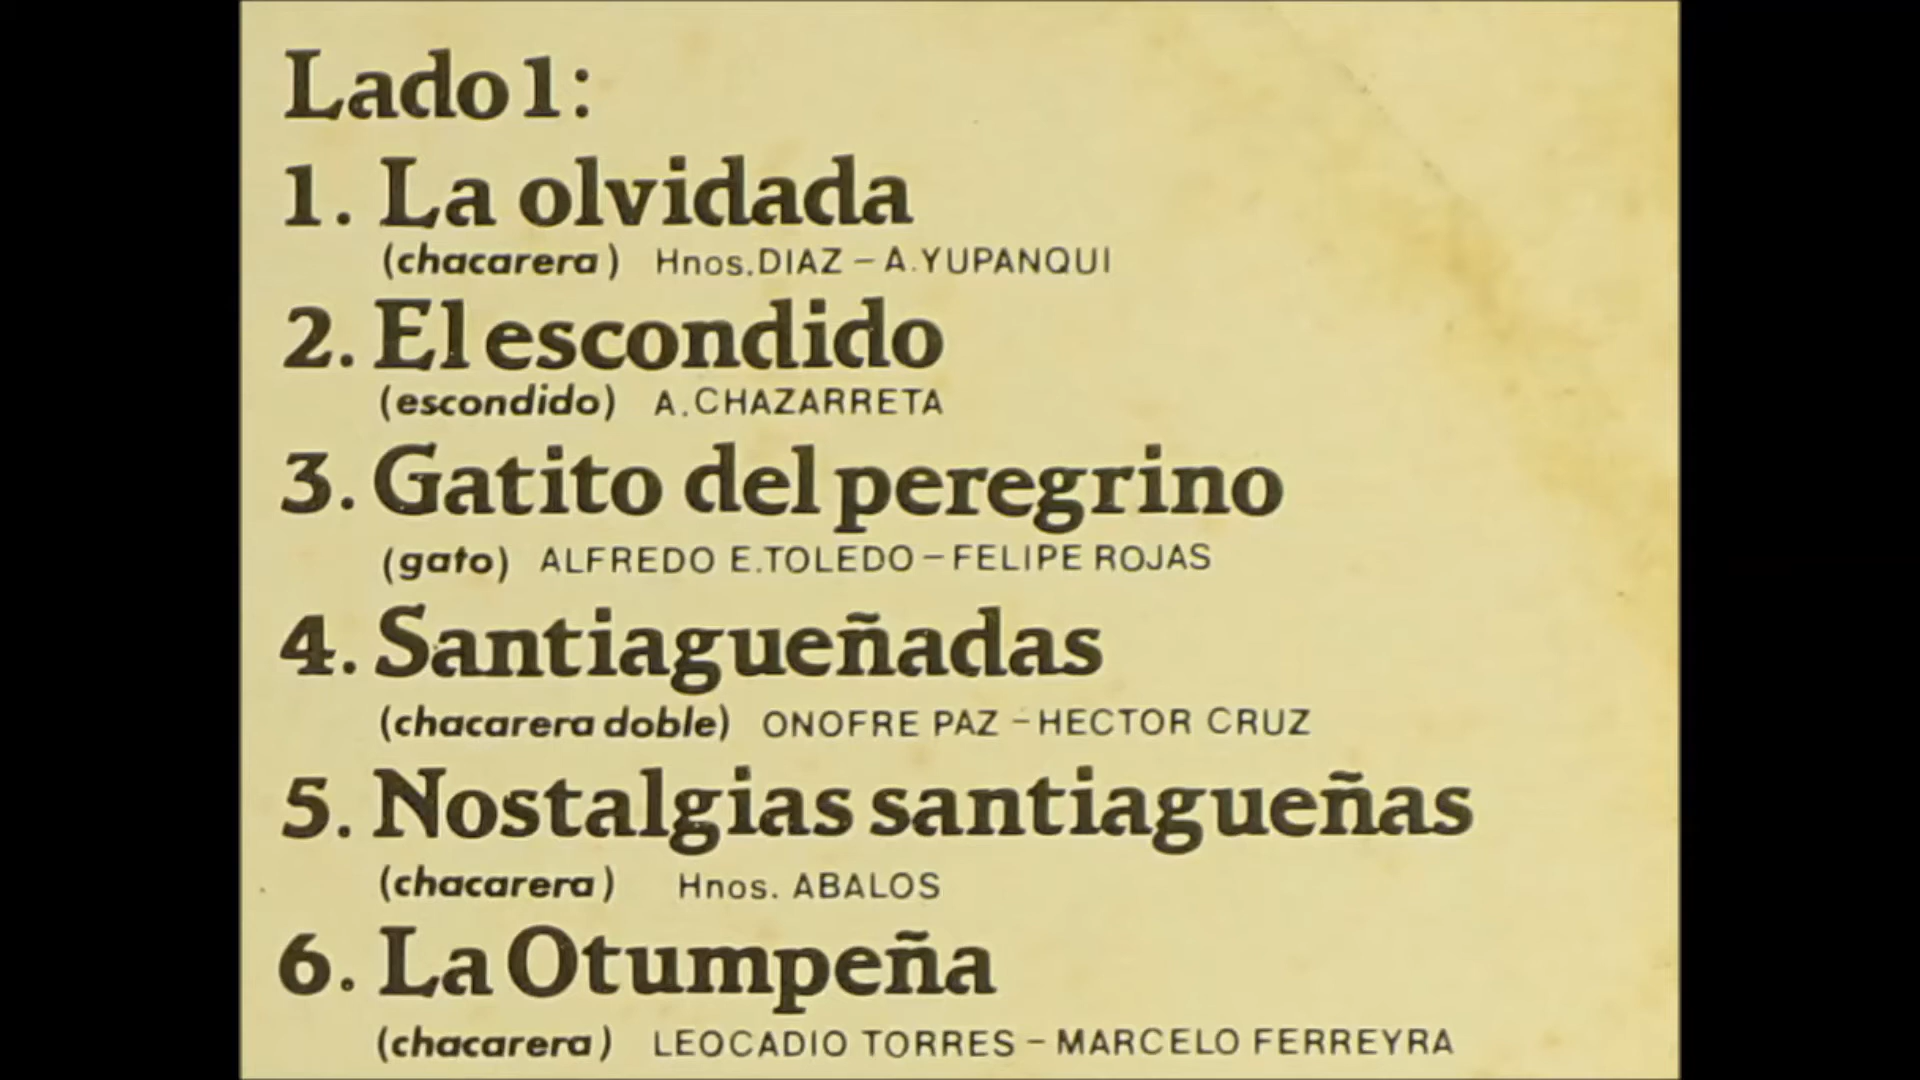 Lado 1:
1. La olvidada
(chacarera) Hnos. DIAZ – A. YUPANQUI
2. El escondido
(escondido) A. CHAZARRETA
3. Gatito del peregrino
(gato) ALFREDO E. TOLEDO – FELIPE ROJAS
4. Santiagueñadas
(chacarera doble) ONOFRE PAZ – HECTOR CRUZ
5. Nostalgias santiagueñas
(chacarera) Hnos. ABALOS
6. La Otumpeña
(chacarera) LEOCADIO TORRES – MARCELO FERREYRA